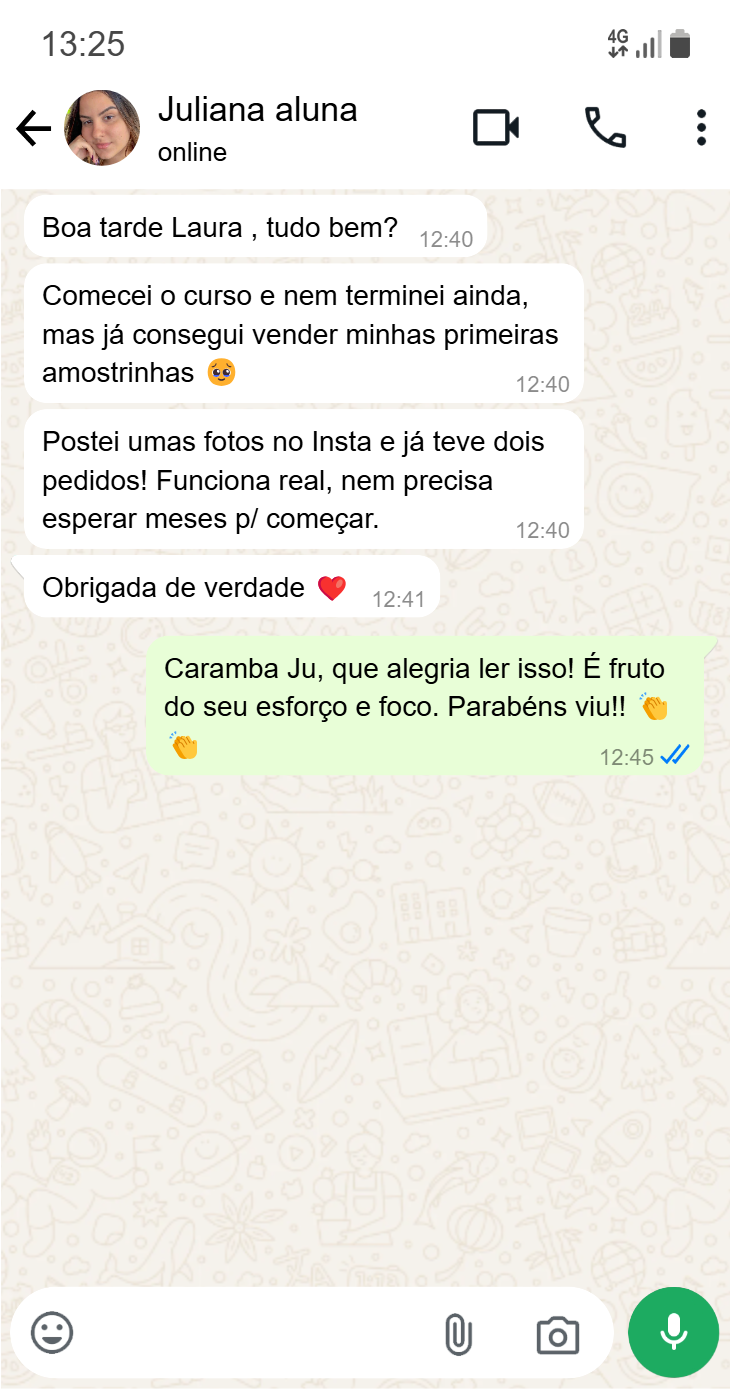 13:25
4G
Juliana aluna
online
Boa tarde Laura , tudo bem?
12:40
Comecei o curso e nem terminei ainda,
mas já consegui vender minhas primeiras
amostrinhas 🥹
12:40
Postei umas fotos no Insta e já teve dois
pedidos! Funciona real, nem precisa
esperar meses p/ começar.
12:40
Obrigada de verdade ❤️
12:41
Caramba Ju, que alegria ler isso! É fruto
do seu esforço e foco. Parabéns viu!! 👏
👏
12:45